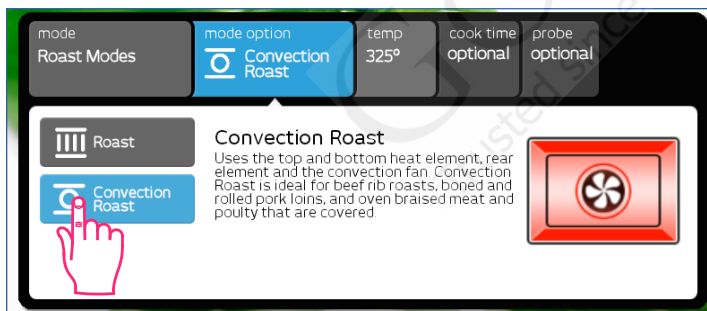 mode
Roast Modes
mode option
Convection
Roast
temp
325°
cook time
optional
probe
optional
Roast
Convection
Roast
Convection Roast
Uses the top and bottom heat element, rear
element and the convection fan. Convection
Roast is ideal for beef rib roasts, boned and
rolled pork loins, and oven braised meat and
poulty that are covered.